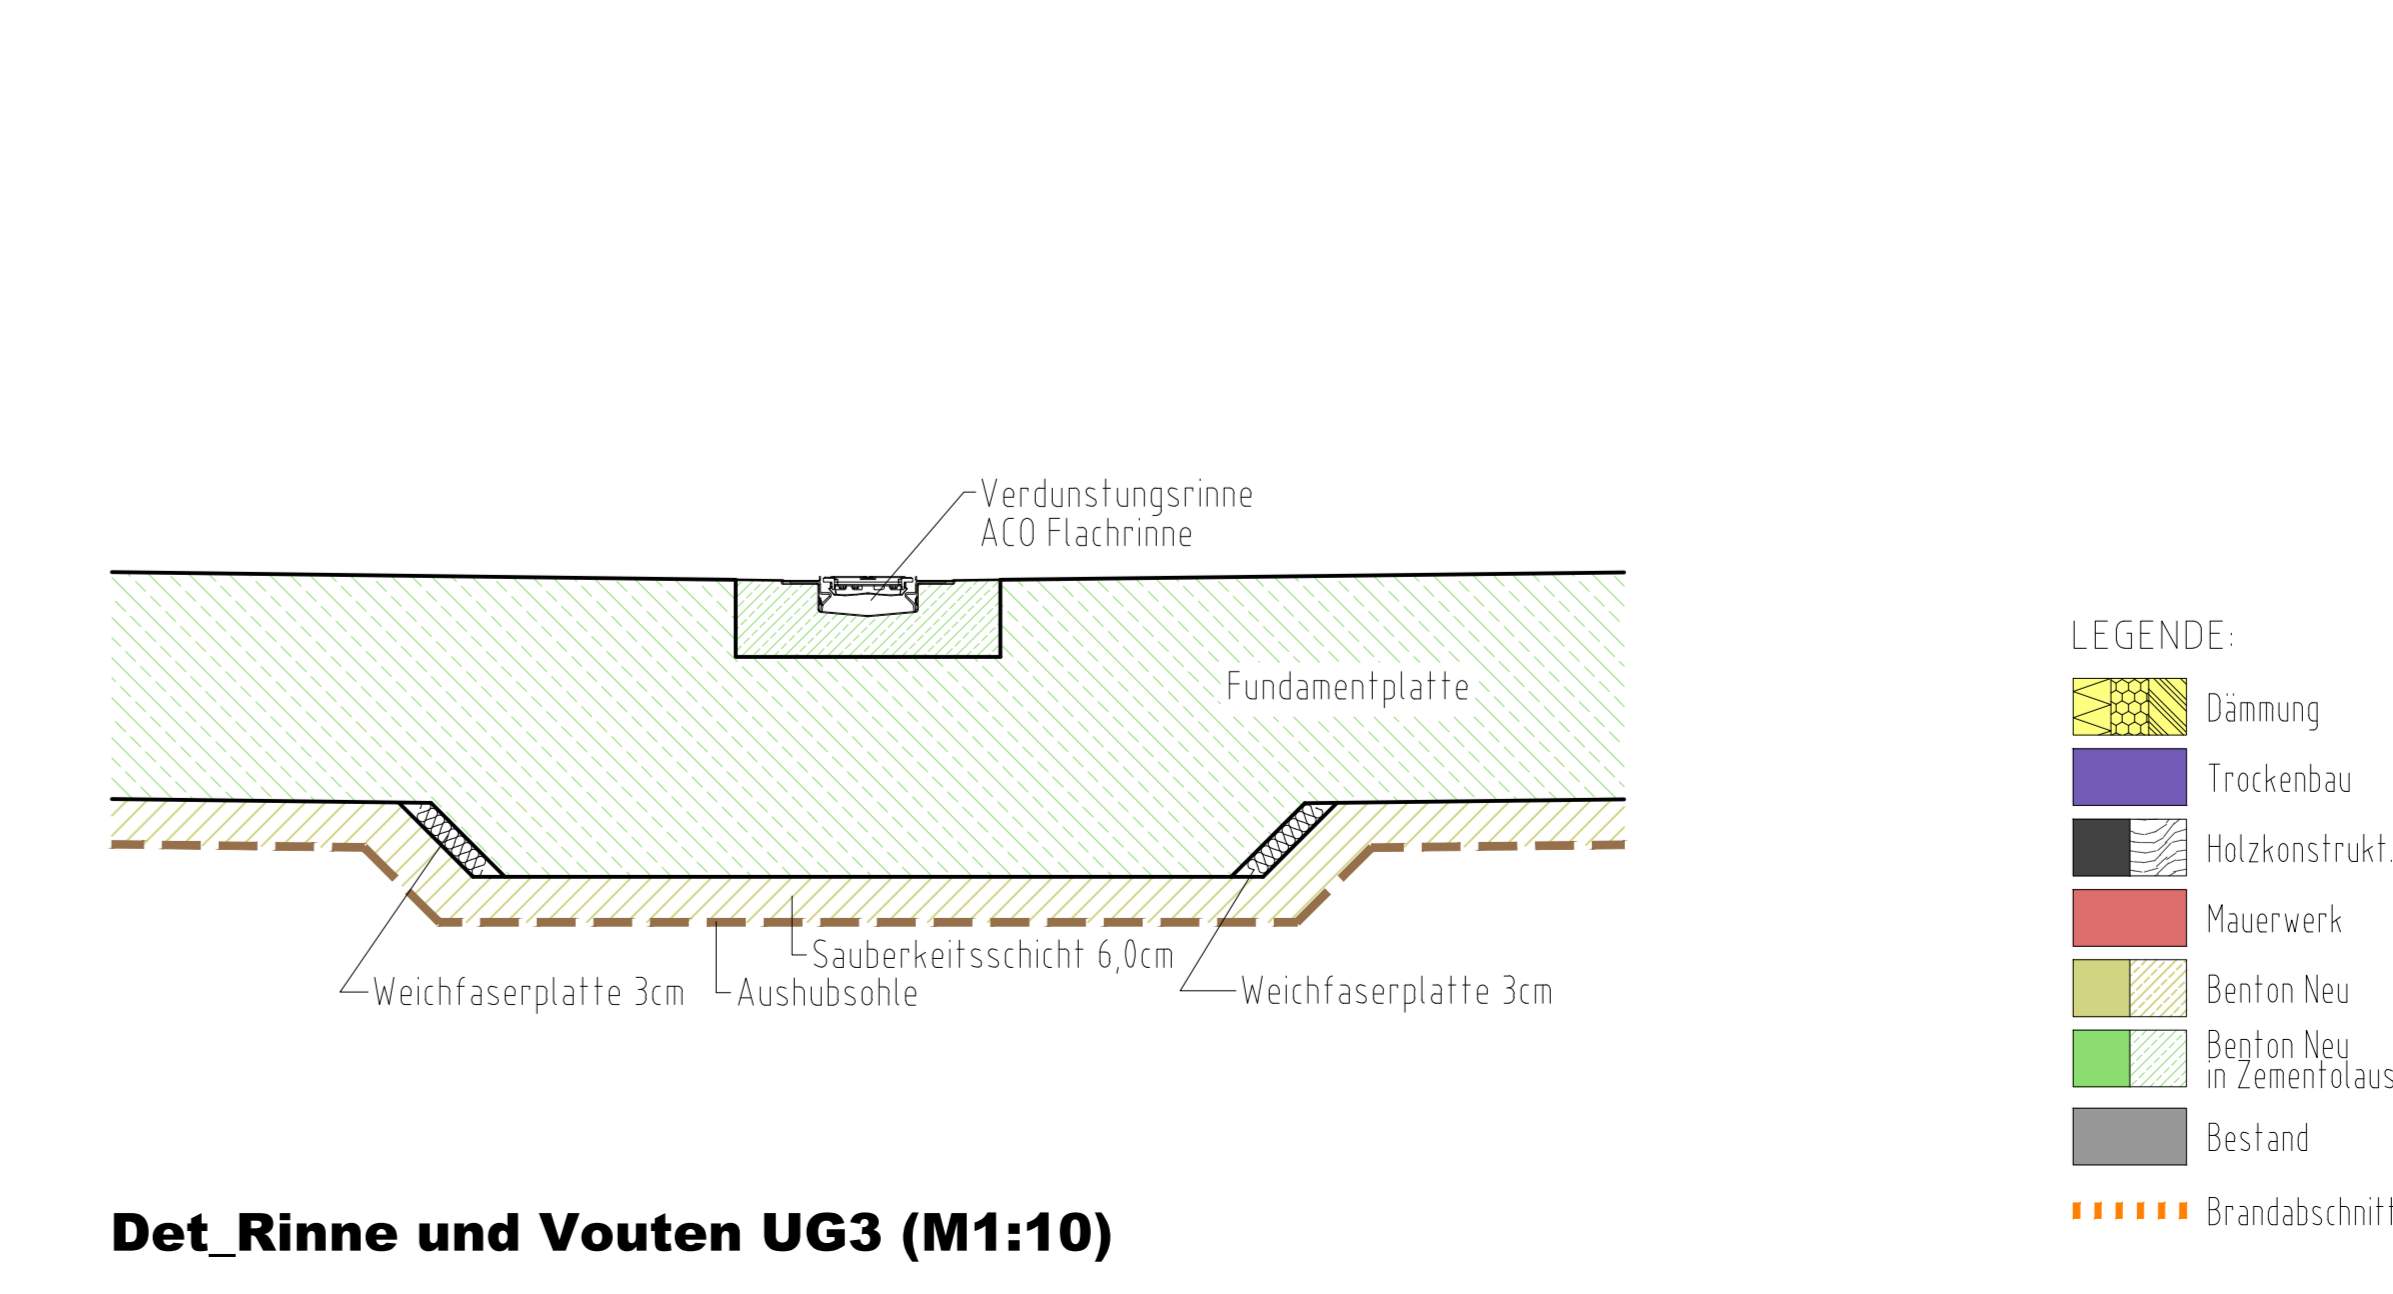 Verdunstungsrinne
ACO Flachrinne
Fundamentplatte
Sauberkeitsschicht 6,0cm
Weichfaserplatte 3cm
Aushubsohle
Weichfaserplatte 3cm
LEGENDE:
Dämmung
Trockenbau
Holzkonstrukt.
Mauerwerk
Benton Neu
Benton Neu
in Zementolaus
Bestand
Brandabschnitt
Det_Rinne und Vouten UG3 (M1:10)